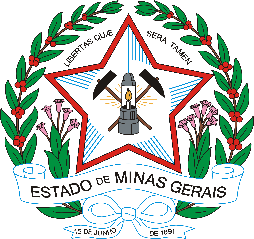 LIBERTAS QUÆ SERA TAMEN
ESTADO DE MINAS GERAIS
15 DE JUNHO DE 1891